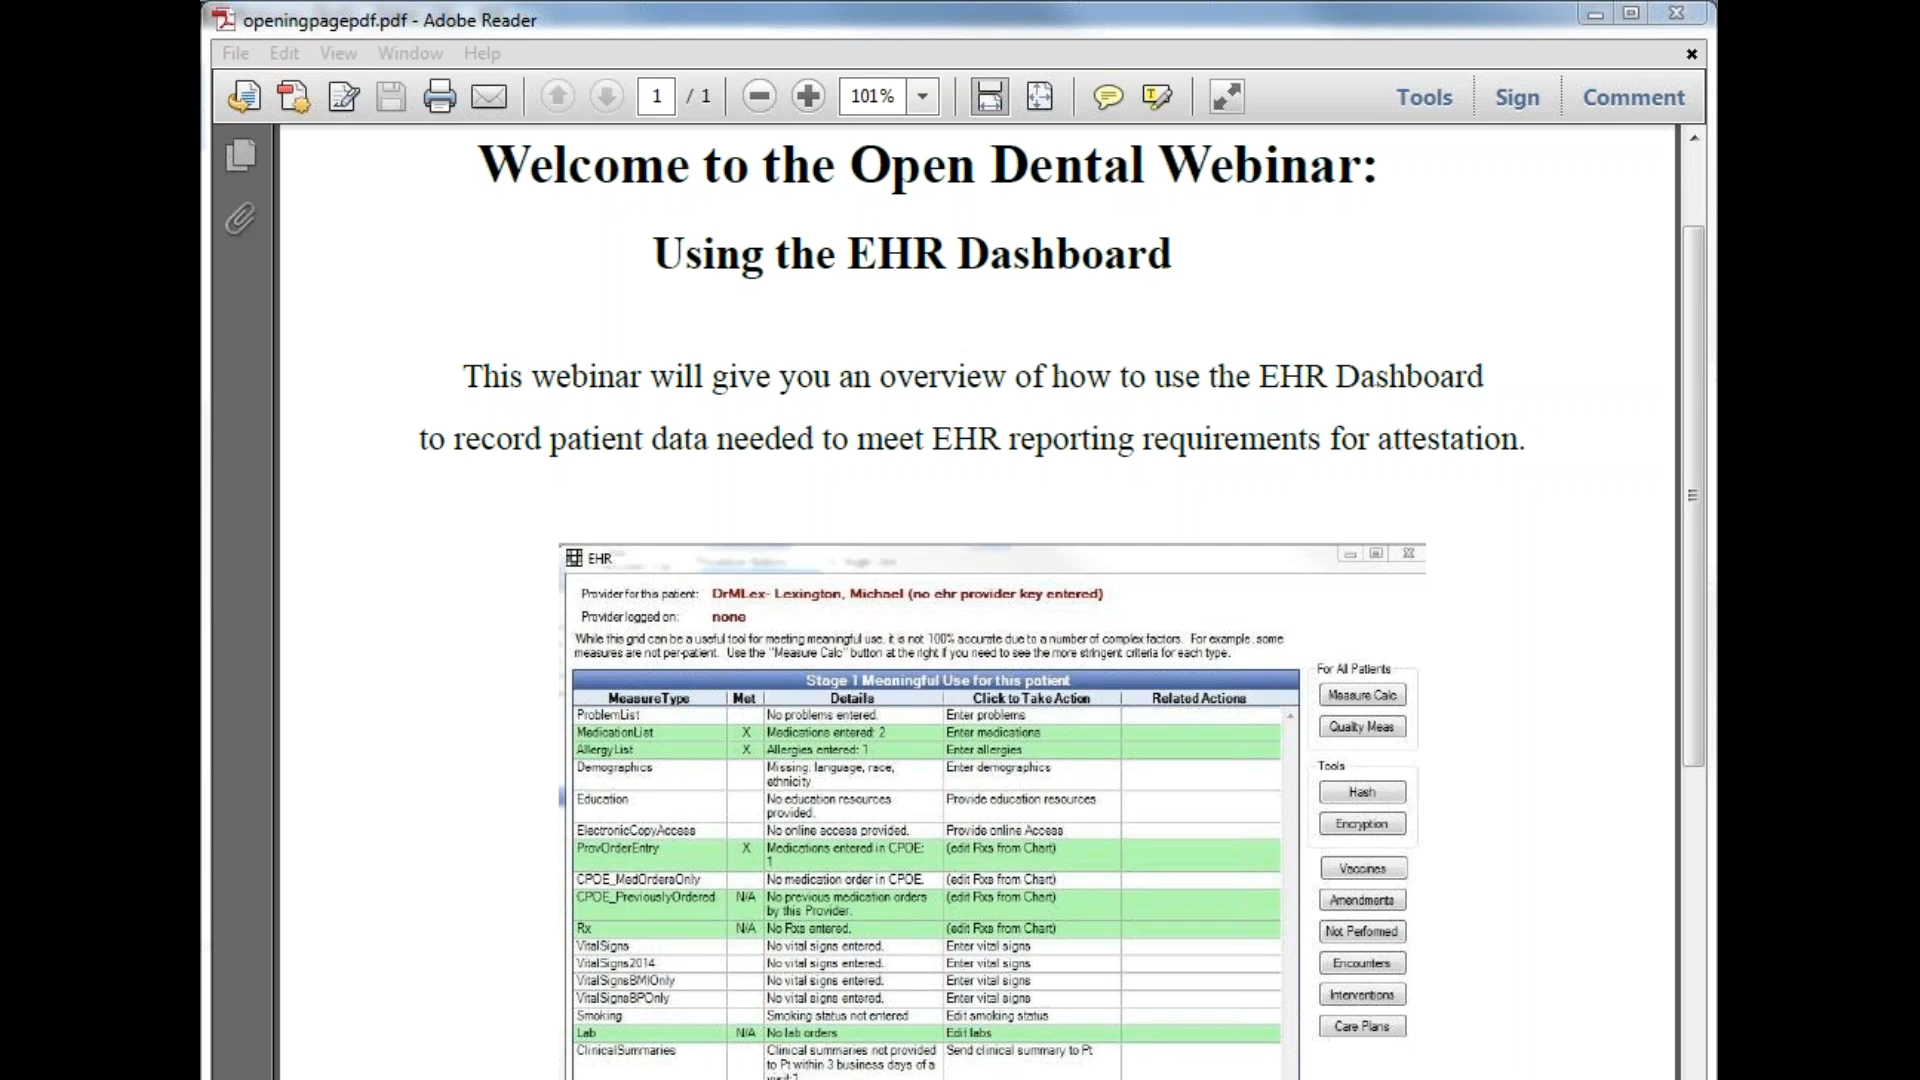 openingpagepdf.pdf - Adobe Reader
File Edit View Window Help
1 / 1 101% Tools Sign Comment
Welcome to the Open Dental Webinar:
Using the EHR Dashboard
This webinar will give you an overview of how to use the EHR Dashboard
to record patient data needed to meet EHR reporting requirements for attestation.
EHR
Provider for this patient: DrMLex- Lexington, Michael (no ehr provider key entered)
Provider logged on: none
While this grid can be a useful tool for meeting meaningful use, it is not 100% accurate due to a number of complex factors. For example, some
measures are not per-patient. Use the "Measure Calc" button at the right if you need to see the more stringent criteria for each type.
For All Patients
Stage 1 Meaningful Use for this patient
Measure Calc
MeasureType Met Details Click to Take Action Related Actions
ProblemList No problems entered. Enter problems
Quality Meas
MedicationList X Medications entered: 2 Enter medications
AllergyList X Allergies entered: 1 Enter allergies
Tools
Demographics Missing: language, race, Enter demographics
ethnicity
Hash
Education No education resources Provide education resources
provided.
Encryption
ElectronicCopyAccess No online access provided. Provide online Access
ProvOrderEntry X Medications entered in CPOE: (edit Rxs from Chart)
1
Vaccines
CPOE_MedOrdersOnly No medication order in CPOE. (edit Rxs from Chart)
CPOE_PreviouslyOrdered N/A No previous medication orders (edit Rxs from Chart)
by this Provider.
Amendments
Rx N/A No Rxs entered. (edit Rxs from Chart)
Not Performed
VitalSigns No vital signs entered. Enter vital signs
VitalSigns2014 No vital signs entered. Enter vital signs
Encounters
VitalSignsBMIOnly No vital signs entered. Enter vital signs
VitalSignsBPOnly No vital signs entered. Enter vital signs
Interventions
Smoking Smoking status not entered Edit smoking status
Lab N/A No lab orders Edit labs
Care Plans
ClinicalSummaries Clinical summaries not provided Send clinical summary to Pt
to Pt within 3 business days of a